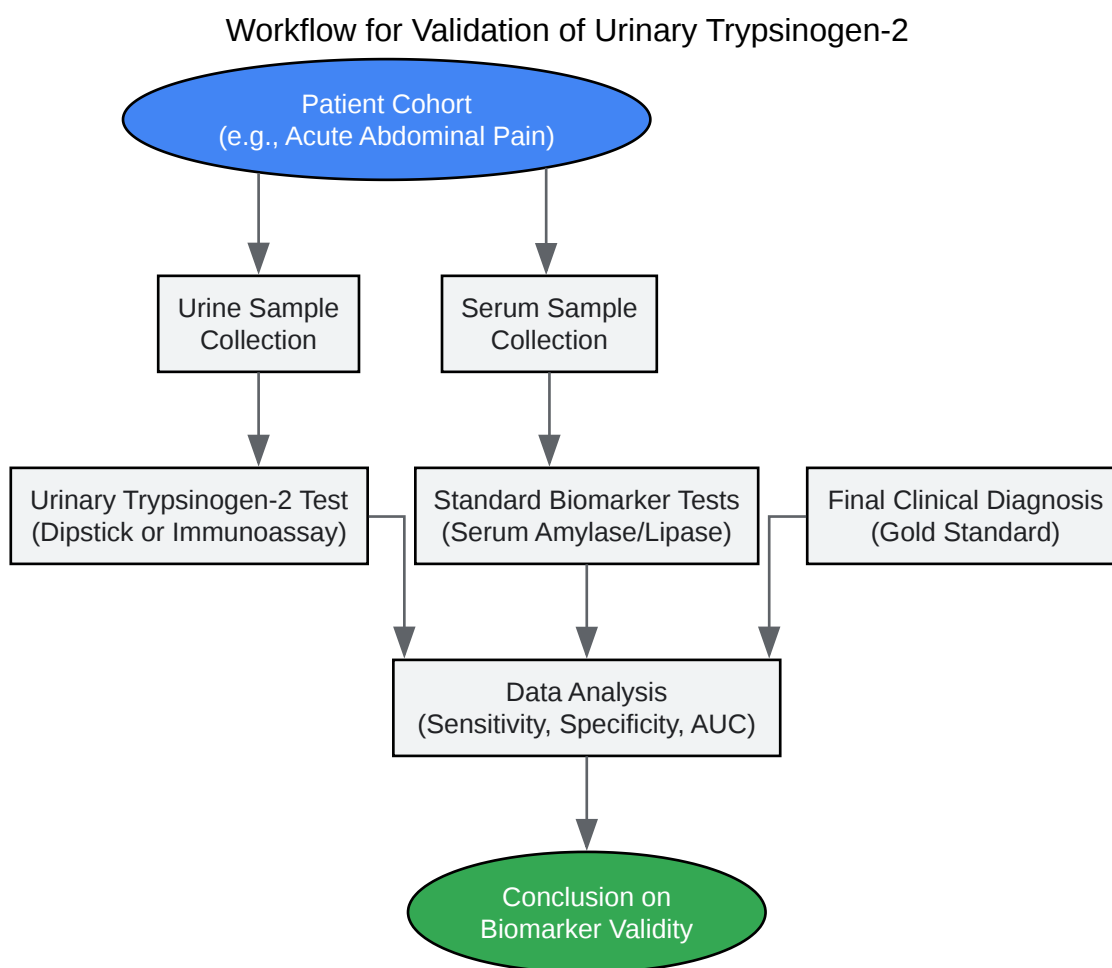 Workflow for Validation of Urinary Trypsinogen-2
Patient Cohort
(e.g., Acute Abdominal Pain)
Urine Sample
Collection
Serum Sample
Collection
Urinary Trypsinogen-2 Test
(Dipstick or Immunoassay)
Standard Biomarker Tests
(Serum Amylase/Lipase)
Final Clinical Diagnosis
(Gold Standard)
Data Analysis
(Sensitivity, Specificity, AUC)
Conclusion on
Biomarker Validity